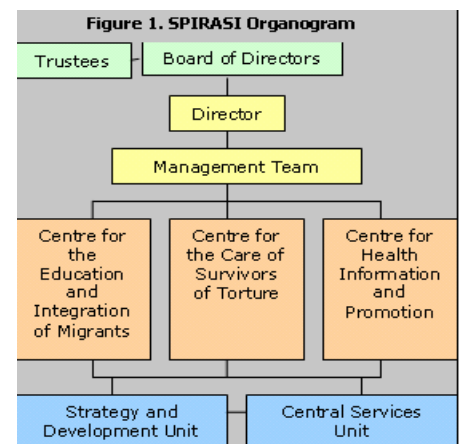 Figure 1. SPIRASI Organogram
Trustees
Board of Directors
Director
Management Team
Centre for
the
Education
and
Integration
of Migrants
Centre for
the Care of
Survivors
of Torture
Centre for
Health
Information
and
Promotion
Strategy and
Development Unit
Central Services
Unit